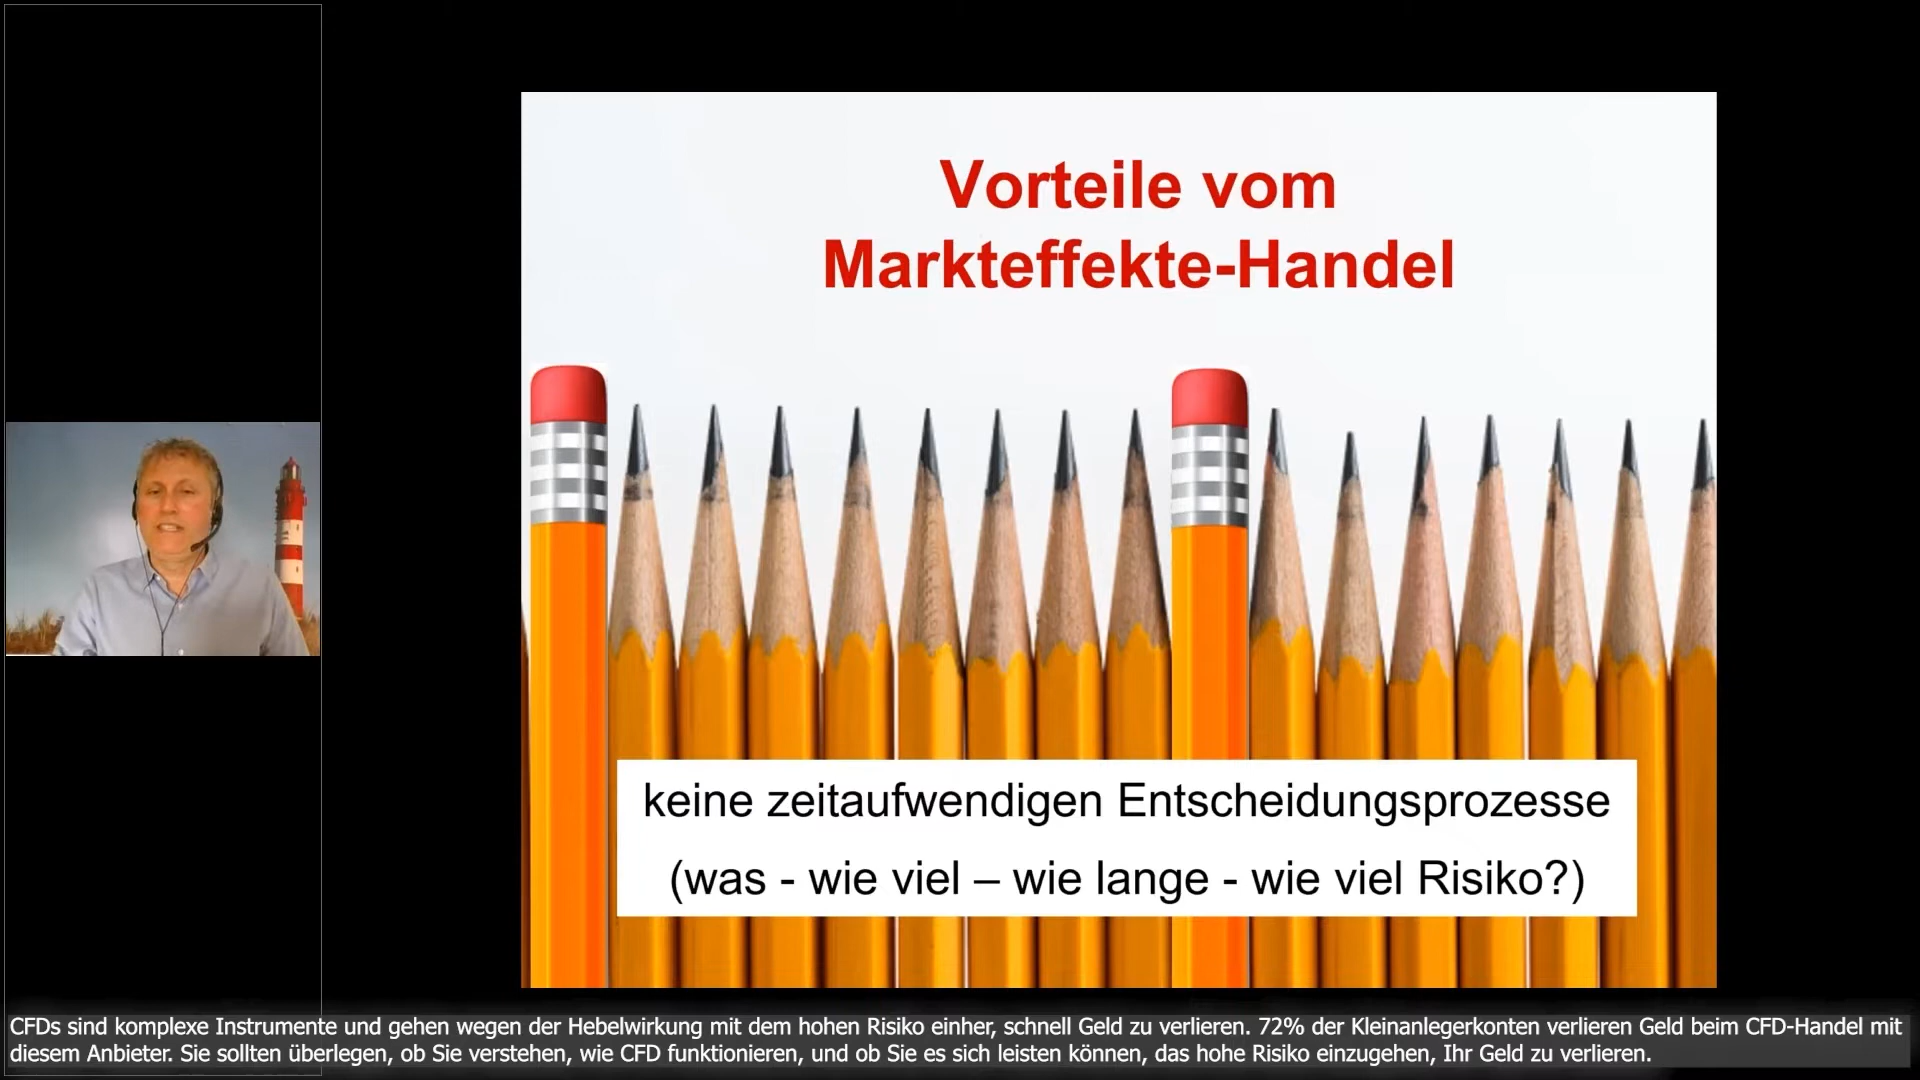 Vorteile vom
Markteffekte-Handel
keine zeitaufwendigen Entscheidungsprozesse
(was - wie viel – wie lange - wie viel Risiko?)
CFDs sind komplexe Instrumente und gehen wegen der Hebelwirkung mit dem hohen Risiko einher, schnell Geld zu verlieren. 72% der Kleinanlegerkonten verlieren Geld beim CFD-Handel mit
diesem Anbieter. Sie sollten überlegen, ob Sie verstehen, wie CFD funktionieren, und ob Sie es sich leisten können, das hohe Risiko einzugehen, Ihr Geld zu verlieren.